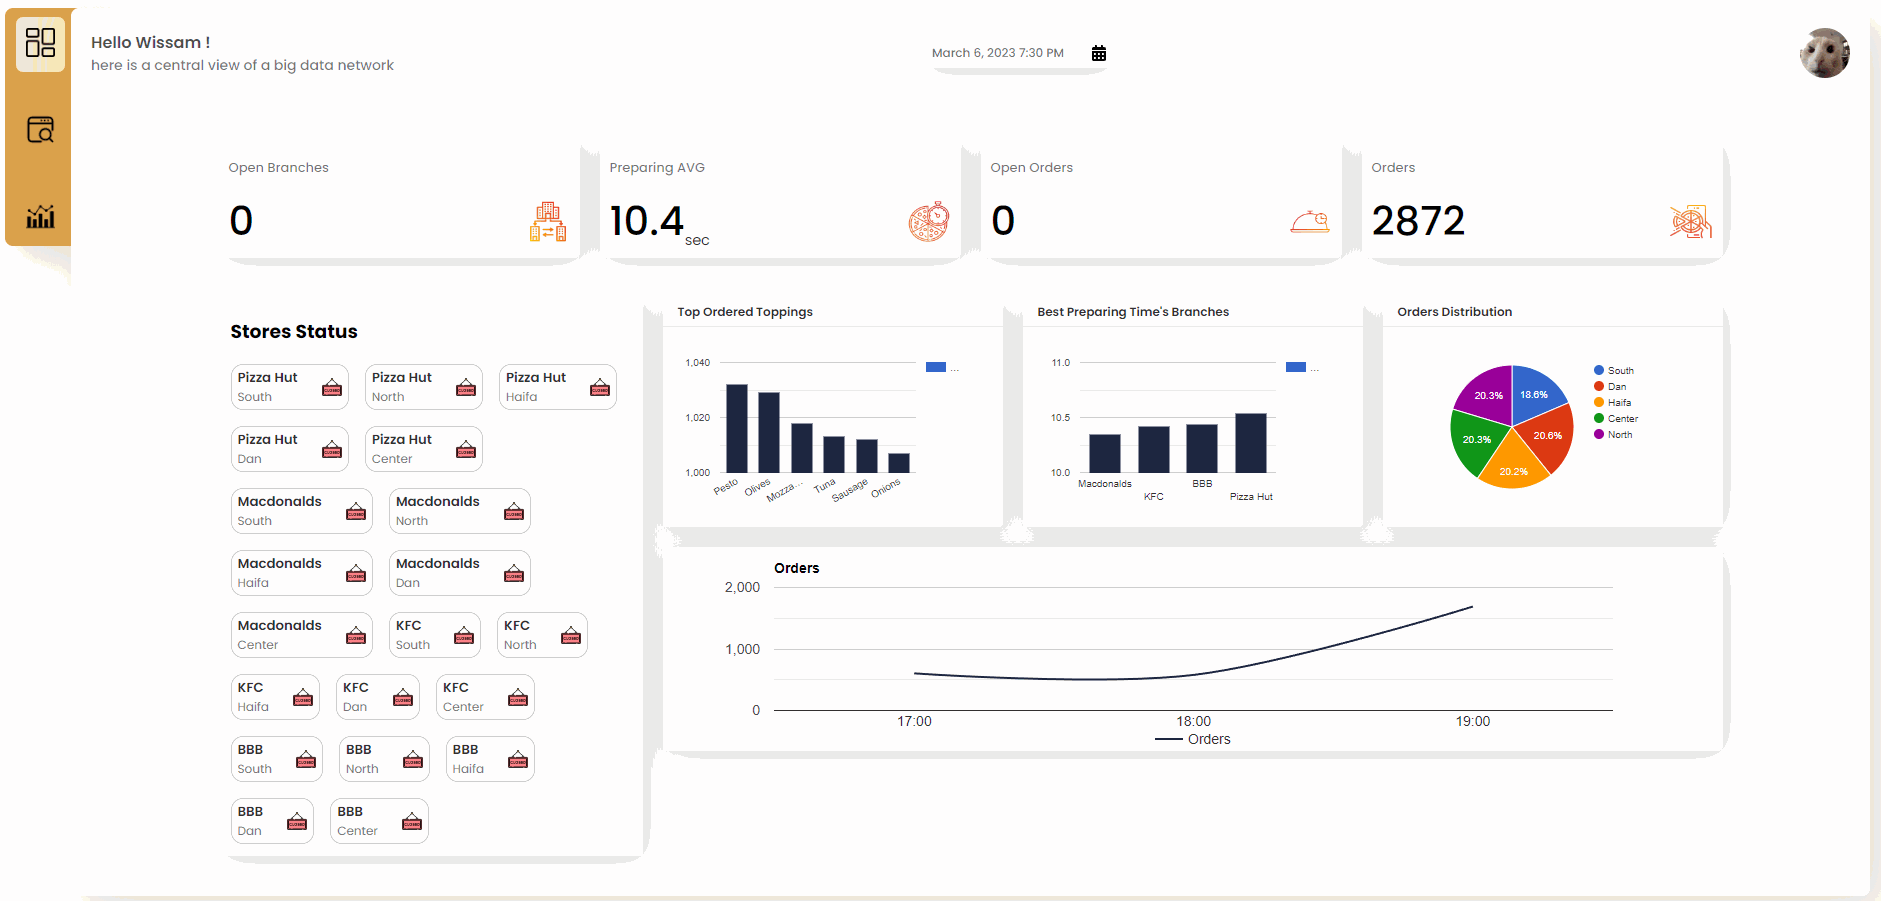 Hello Wissam !
here is a central view of a big data network
March 6, 2023 7:30 PM
Open Branches
0
Preparing AVG
10.4 sec
Open Orders
0
Orders
2872
Stores Status
Pizza Hut
South
Pizza Hut
North
Pizza Hut
Haifa
Pizza Hut
Dan
Pizza Hut
Center
Macdonalds
South
Macdonalds
North
Macdonalds
Haifa
Macdonalds
Dan
Macdonalds
Center
KFC
South
KFC
North
KFC
Haifa
KFC
Dan
KFC
Center
BBB
South
BBB
North
BBB
Haifa
BBB
Dan
BBB
Center
Top Ordered Toppings
1,040
1,020
1,000
Pesto
Olives
Mozza...
Tuna
Sausage
Onions
...
Best Preparing Time's Branches
11.0
10.5
10.0
Macdonalds
KFC
BBB
Pizza Hut
...
Orders Distribution
18.6%
20.6%
20.2%
20.3%
20.3%
South
Dan
Haifa
Center
North
Orders
2,000
1,000
0
17:00
18:00
19:00
Orders